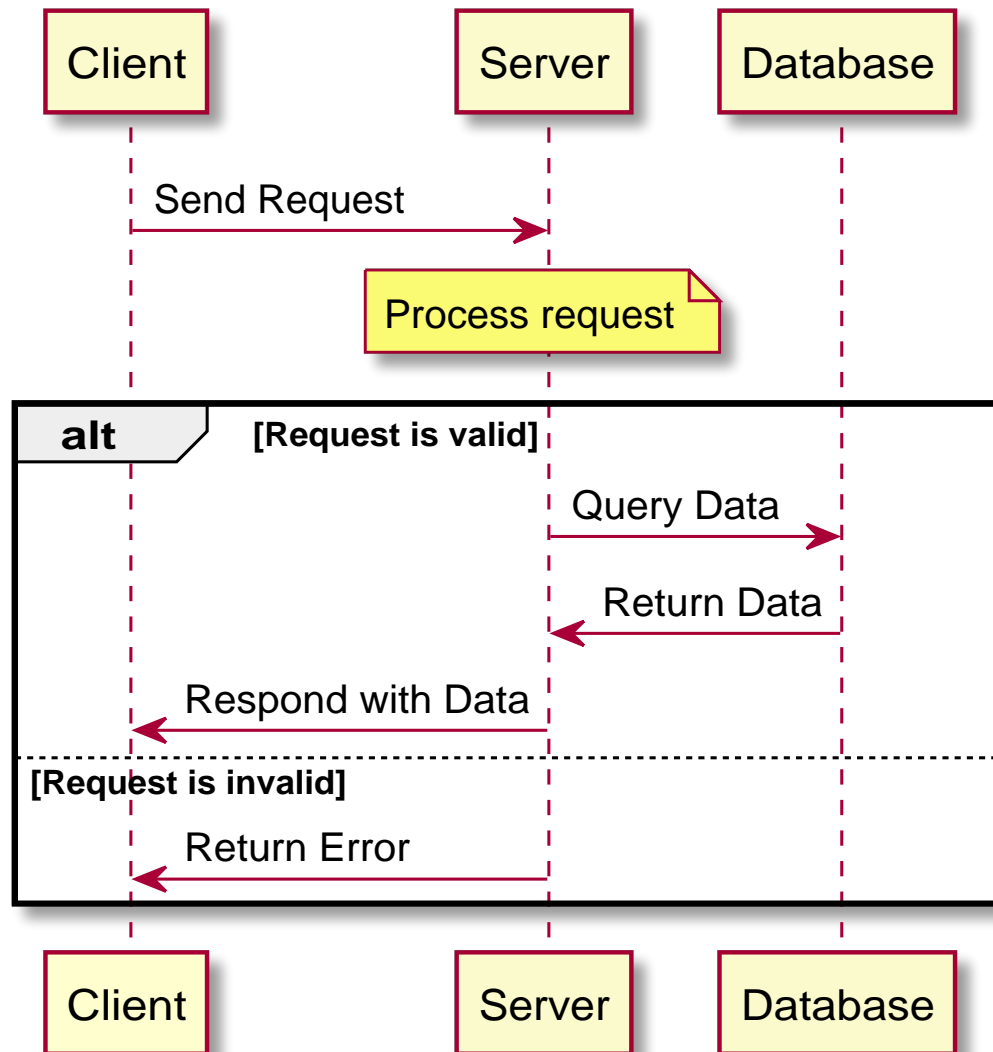 Client Server Database
Send Request
Process request
alt [Request is valid]
Query Data
Return Data
Respond with Data
[Request is invalid]
Return Error
Client Server Database